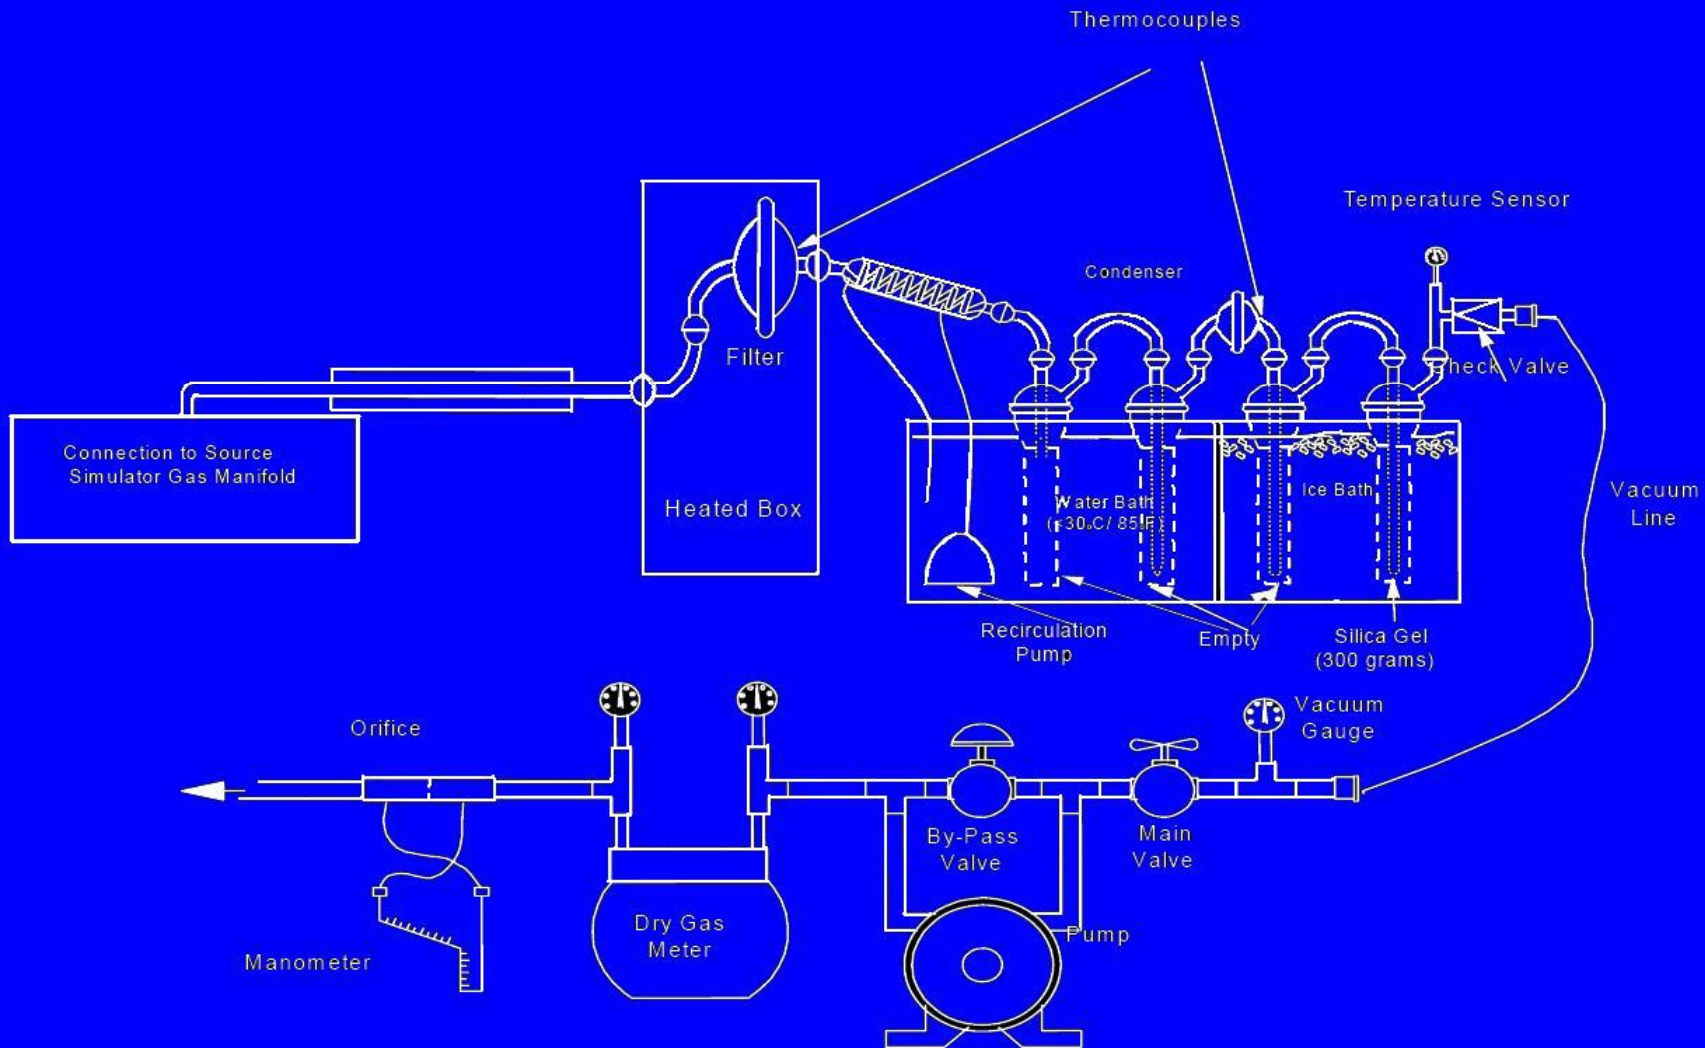 Thermocouples
Temperature Sensor
Condenser
Filter
Check Valve
Connection to Source
Simulator Gas Manifold
Heated Box
Water Bath
(<30oC/ 85oF)
Ice Bath
Vacuum
Line
Recirculation
Pump
Empty
Silica Gel
(300 grams)
Vacuum
Gauge
Orifice
By-Pass
Valve
Main
Valve
Dry Gas
Meter
Pump
Manometer